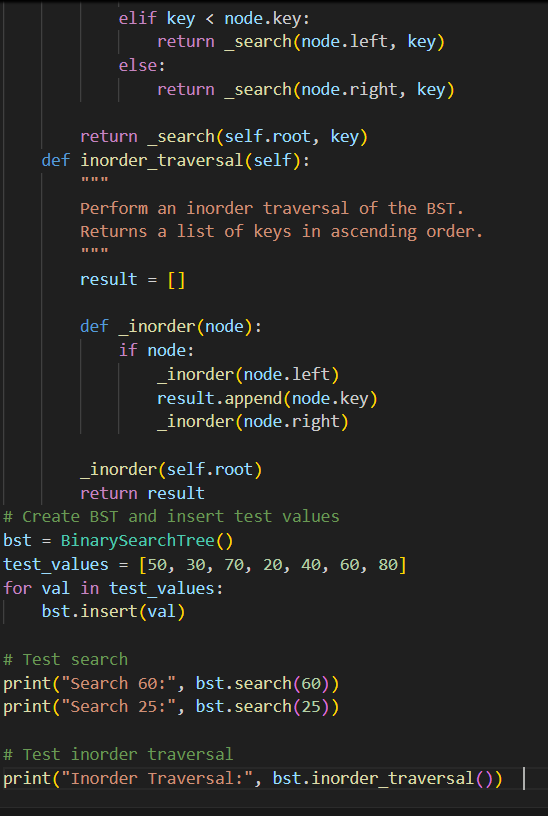 elif key < node.key:
                return _search(node.left, key)
            else:
                return _search(node.right, key)

        return _search(self.root, key)
    def inorder_traversal(self):
        """
        Perform an inorder traversal of the BST.
        Returns a list of keys in ascending order.
        """
        result = []

        def _inorder(node):
            if node:
                _inorder(node.left)
                result.append(node.key)
                _inorder(node.right)

        _inorder(self.root)
        return result
# Create BST and insert test values
bst = BinarySearchTree()
test_values = [50, 30, 70, 20, 40, 60, 80]
for val in test_values:
    bst.insert(val)

# Test search
print("Search 60:", bst.search(60))
print("Search 25:", bst.search(25))

# Test inorder traversal
print("Inorder Traversal:", bst.inorder_traversal())